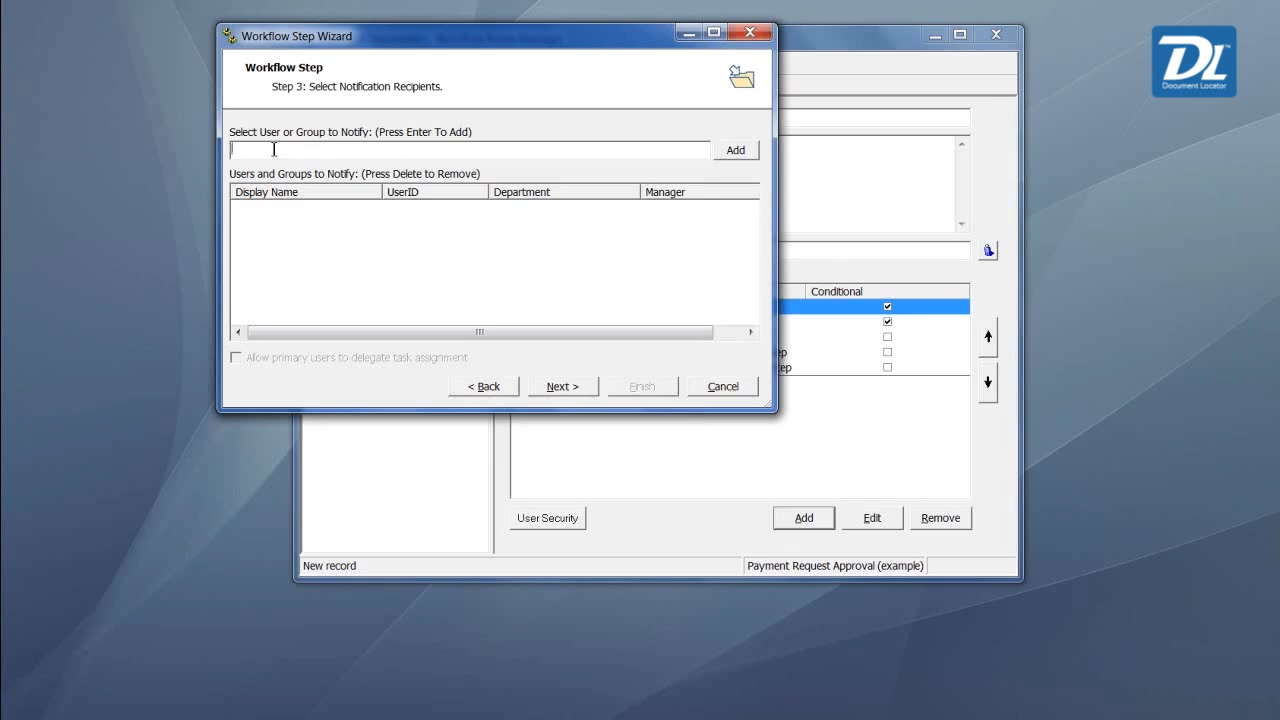 Workflow Step Wizard
Workflow Step
Step 3: Select Notification Recipients.
Select User or Group to Notify: (Press Enter To Add)
Add
Users and Groups to Notify: (Press Delete to Remove)
Display Name UserID Department Manager
Allow primary users to delegate task assignment
< Back Next > Finish Cancel
Conditional
ep
tep
User Security Add Edit Remove
New record Payment Request Approval (example)
DL™
Document Locator